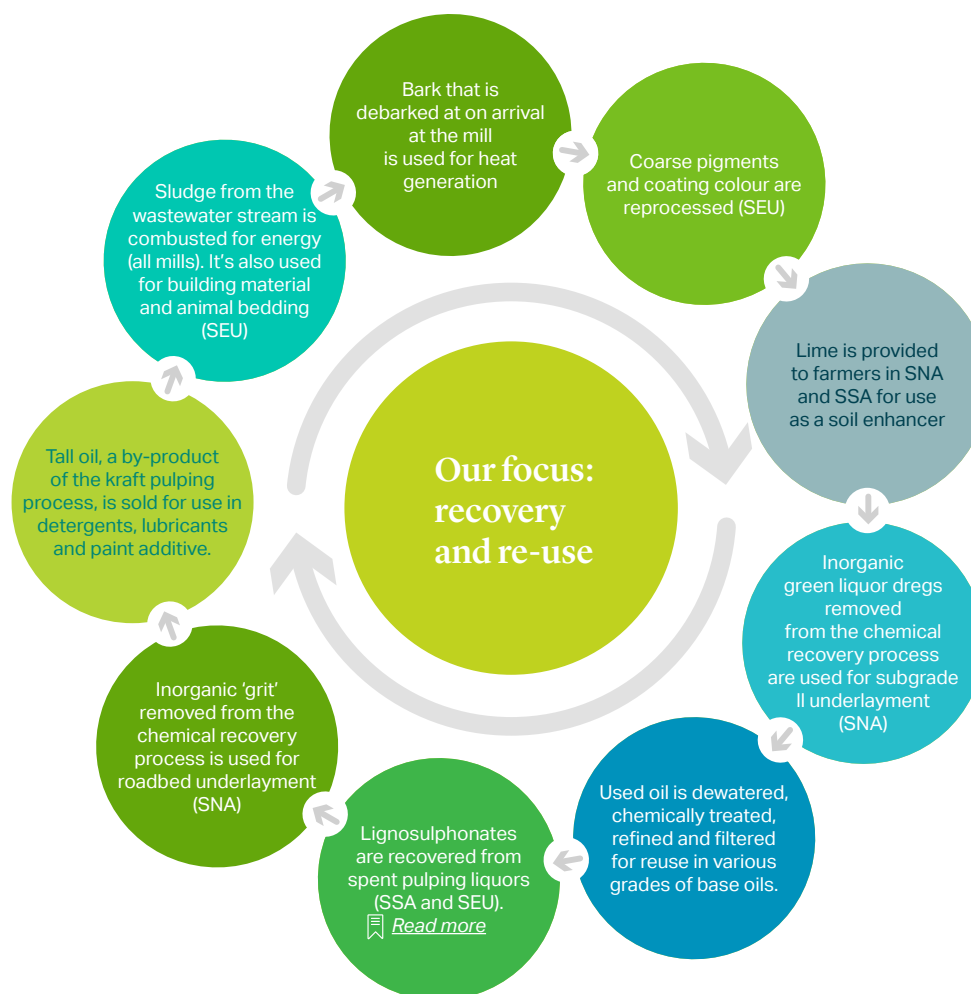 Bark that is
debarked at on arrival
at the mill
is used for heat
generation
Coarse pigments
and coating colour are
reprocessed (SEU)
Lime is provided
to farmers in SNA
and SSA for use
as a soil enhancer
Inorganic
green liquor dregs
removed
from the chemical
recovery process
are used for subgrade
II underlayment
(SNA)
Used oil is dewatered,
chemically treated,
refined and filtered
for reuse in various
grades of base oils.
Lignosulphonates
are recovered from
spent pulping liquors
(SSA and SEU).
Read more
Inorganic ‘grit’
removed from the
chemical recovery
process is used for
roadbed underlayment
(SNA)
Tall oil, a by-product
of the kraft pulping
process, is sold for use in
detergents, lubricants
and paint additive.
Sludge from the
wastewater stream is
combusted for energy
(all mills). It’s also used
for building material
and animal bedding
(SEU)
Our focus:
recovery
and re-use